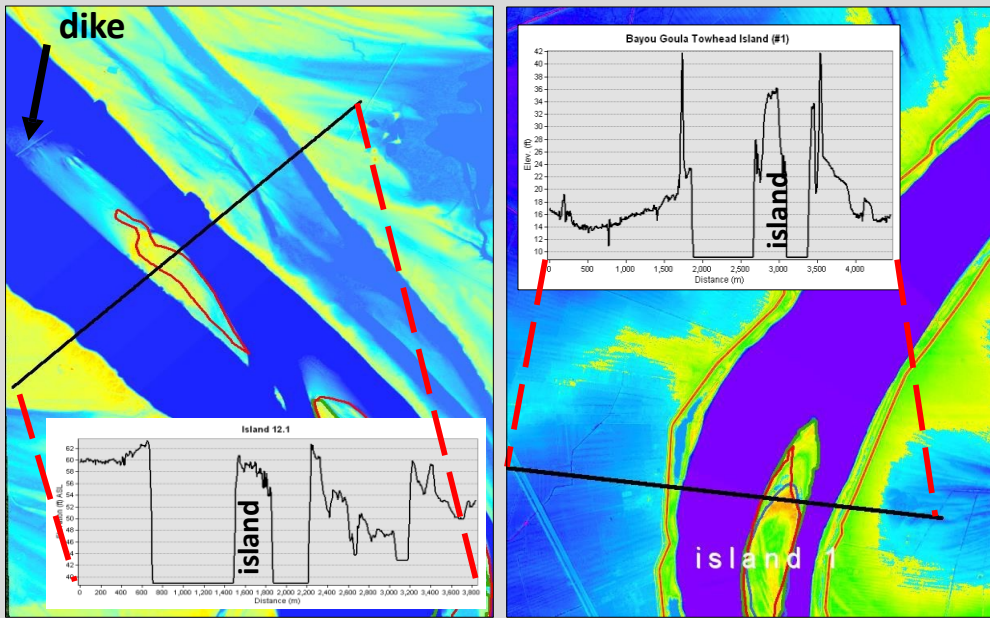 dike
Island 12.1
Elevation (ft) ASL
62
60
58
56
54
52
50
48
46
44
42
40
island
0 200 400 600 800 1,000 1,200 1,400 1,600 1,800 2,000 2,200 2,400 2,600 2,800 3,000 3,200 3,400 3,600 3,800
Distance (m)
Bayou Goula Towhead Island (#1)
Elev. (ft)
42
40
38
36
34
32
30
28
26
24
22
20
18
16
14
12
10
island
0 500 1,000 1,500 2,000 2,500 3,000 3,500 4,000
Distance (m)
island 1